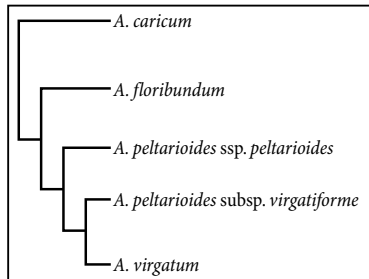 A. caricum
A. floribundum
A. peltarioides ssp. peltarioides
A. peltarioides subsp. virgatiforme
A. virgatum